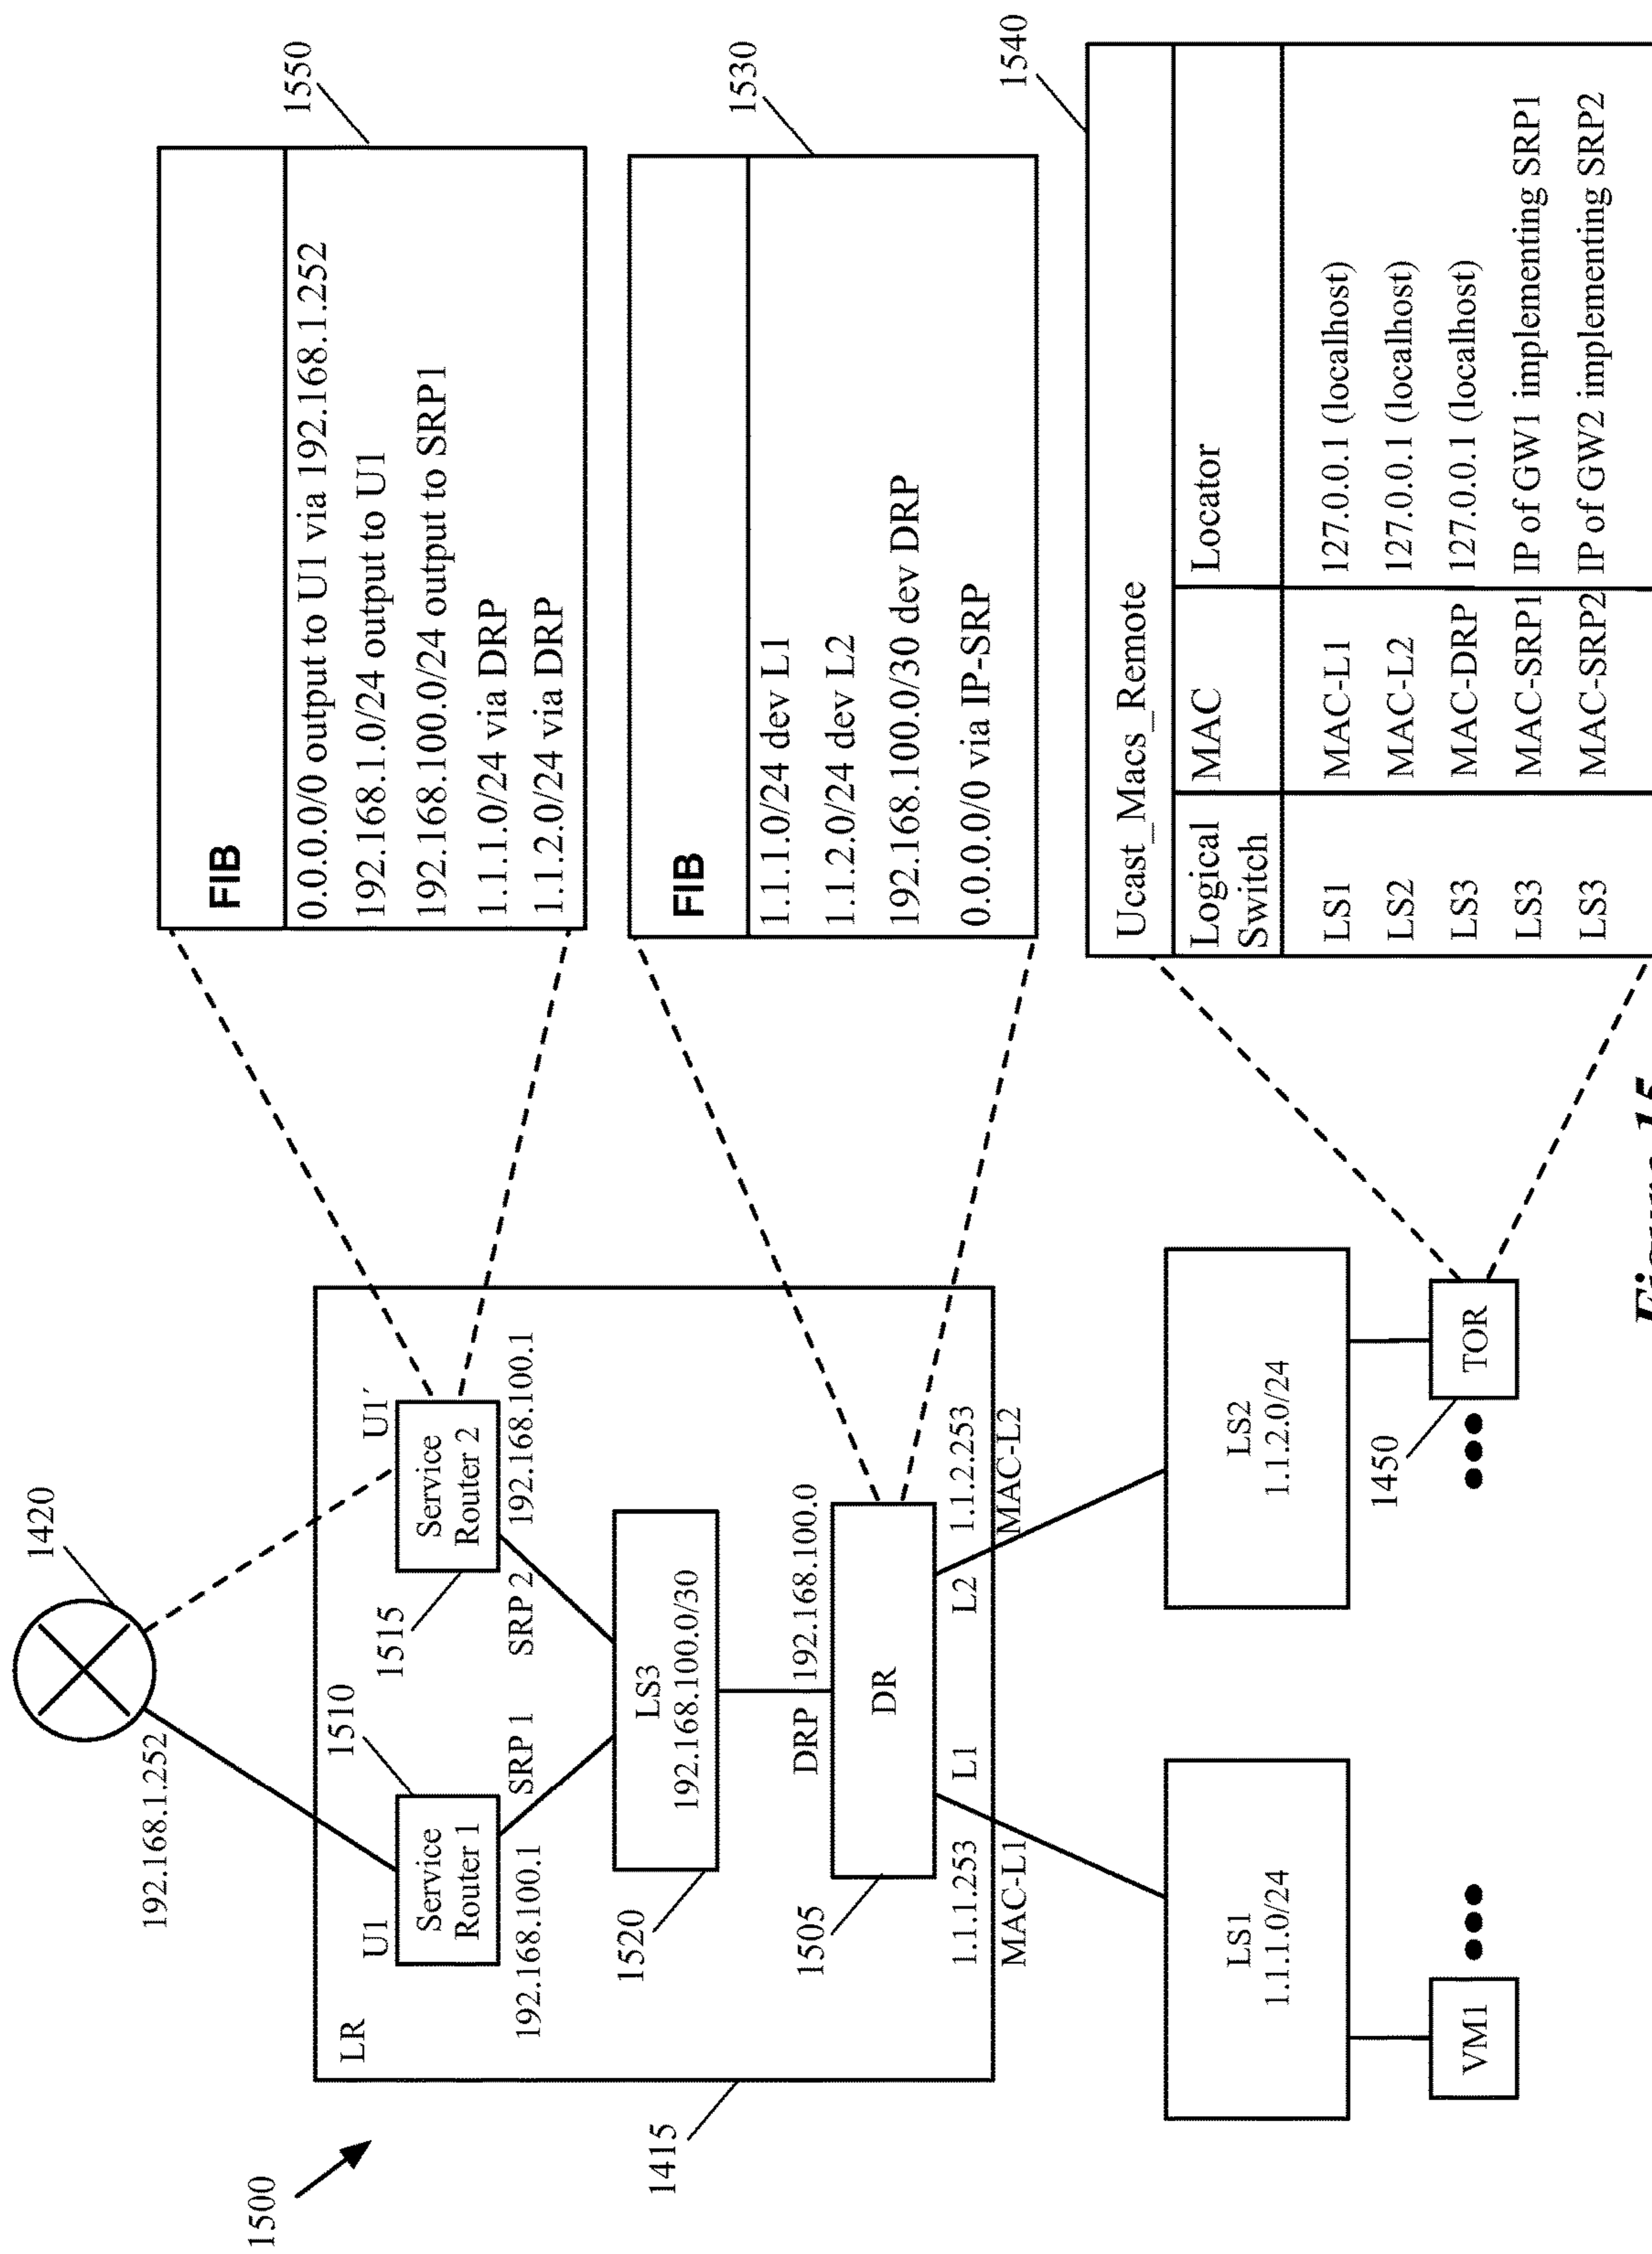 1500
1415
LR
1420
192.168.1.252
U1
Service
Router 1
1510
192.168.100.1
SRP 1
U1´
Service
Router 2
1515
SRP 2
192.168.100.1
LS3
192.168.100.0/30
1520
DRP
192.168.100.0
DR
1505
1.1.1.253
L1
MAC-L1
L2
1.1.2.253
MAC-L2
LS1
1.1.1.0/24
LS2
1.1.2.0/24
VM1
1450
TOR
1550
FIB
0.0.0.0/0 output to U1 via 192.168.1.252
192.168.1.0/24 output to U1
192.168.100.0/24 output to SRP1
1.1.1.0/24 via DRP
1.1.2.0/24 via DRP
1530
FIB
1.1.1.0/24 dev L1
1.1.2.0/24 dev L2
192.168.100.0/30 dev DRP
0.0.0.0/0 via IP-SRP
1540
Ucast_Macs_Remote
Logical Switch MAC Locator
LS1 MAC-L1 127.0.0.1 (localhost)
LS2 MAC-L2 127.0.0.1 (localhost)
LS3 MAC-DRP 127.0.0.1 (localhost)
LS3 MAC-SRP1 IP of GW1 implementing SRP1
LS3 MAC-SRP2 IP of GW2 implementing SRP2
Figure 15